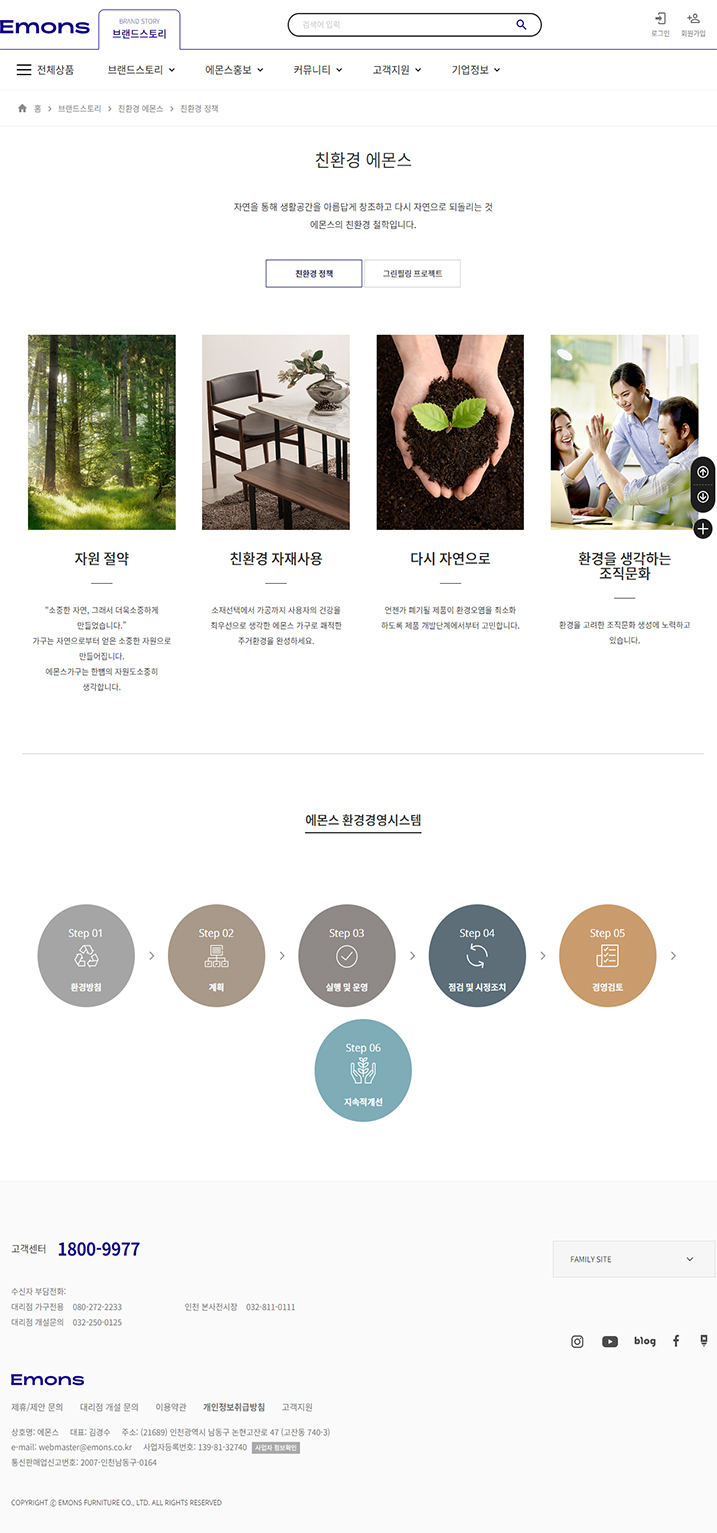 Emons
BRAND STORY
브랜드스토리
검색어 입력
로그인
회원가입
전체상품
브랜드스토리
에몬스홍보
커뮤니티
고객지원
기업정보
홈 > 브랜드스토리 > 친환경 에몬스 > 친환경 정책
친환경 에몬스
자연을 통해 생활공간을 아름답게 창조하고 다시 자연으로 되돌리는 것
에몬스의 친환경 철학입니다.
친환경 정책
그린필링 프로젝트
자원 절약
“소중한 자연, 그래서 더욱소중하게
만들었습니다.”
가구는 자연으로부터 얻은 소중한 자원으로
만들어집니다.
에몬스가구는 한뼘의 자원도소중히
생각합니다.
친환경 자재사용
소재선택에서 가공까지 사용자의 건강을
최우선으로 생각한 에몬스 가구로 쾌적한
주거환경을 완성하세요.
다시 자연으로
언젠가 폐기될 제품이 환경오염을 최소화
하도록 제품 개발단계에서부터 고민합니다.
환경을 생각하는
조직문화
환경을 고려한 조직문화 생성에 노력하고
있습니다.
에몬스 환경경영시스템
Step 01
환경방침
Step 02
계획
Step 03
실행 및 운영
Step 04
점검 및 시정조치
Step 05
경영검토
Step 06
지속적개선
고객센터 1800-9977
FAMILY SITE
수신자 부담전화:
대리점 가구전용 080-272-2233 인천 본사전시장 032-811-0111
대리점 개설문의 032-250-0125
blog
Emons
제휴/제안 문의 대리점 개설 문의 이용약관 개인정보취급방침 고객지원
상호명: 에몬스 대표: 김경수 주소: (21689) 인천광역시 남동구 논현고잔로 47 (고잔동 740-3)
e-mail: webmaster@emons.co.kr 사업자등록번호: 139-81-32740 사업자 정보확인
통신판매업신고번호: 2007-인천남동구-0164
COPYRIGHT ⓒ EMONS FURNITURE CO., LTD. ALL RIGHTS RESERVED